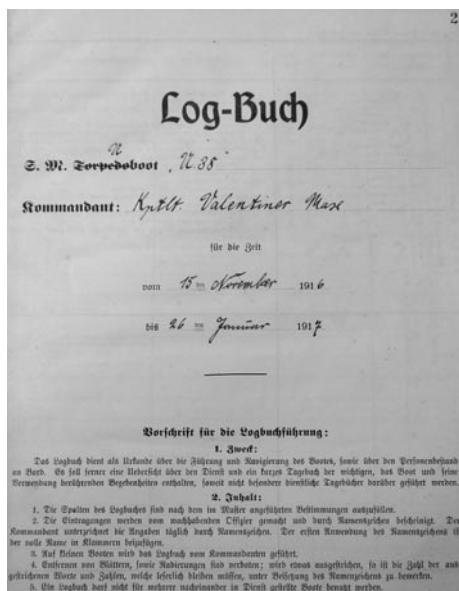 2
Log-Buch
U
S. M. Torpedoboot „U.38"
Kommandant: Kptlt. Valentiner Max
für die Zeit
vom 15ten November 1916
bis 26ten Januar 1917
Vorschrift für die Logbuchführung:
1. Zweck:
Das Logbuch dient als Urkunde über die Führung und Navigierung des Bootes, sowie über den Personenbestand
an Bord. Es soll ferner eine Uebersicht über den Dienst und ein kurzes Tagebuch der wichtigen, das Boot und seine
Verwendung berührenden Begebenheiten enthalten, soweit nicht besondere dienstliche Tagebücher darüber geführt werden.
2. Inhalt:
1. Die Spalten des Logbuches sind nach den im Muster angeführten Bestimmungen auszufüllen.
2. Die Eintragungen werden vom wachhabenden Offizier gemacht und durch Namenszeichen bescheinigt. Der
Kommandant unterzeichnet die Angaben täglich durch Namenszeichen. Der ersten Anwendung des Namenszeichens ist
der volle Name in Klammern beizufügen.
3. Auf kleinen Booten wird das Logbuch vom Kommandanten geführt.
4. Entfernen von Blättern, sowie Radierungen sind verboten; wird etwas ausgestrichen, so ist die Zahl der aus-
gestrichenen Worte und Zahlen, welche leserlich bleiben müssen, unter Beisetzung des Namenszeichens zu bemerken.
5. Ein Logbuch darf nicht für mehrere nacheinander in Dienst gestellte Boote benutzt werden.